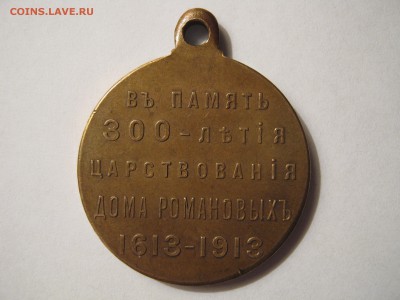 COINS.LAVE.RU
ВЪ ПАМЯТЬ
300-ЛѢТІЯ
ЦАРСТВОВАНІЯ
ДОМА РОМАНОВЫХЪ
1613-1913